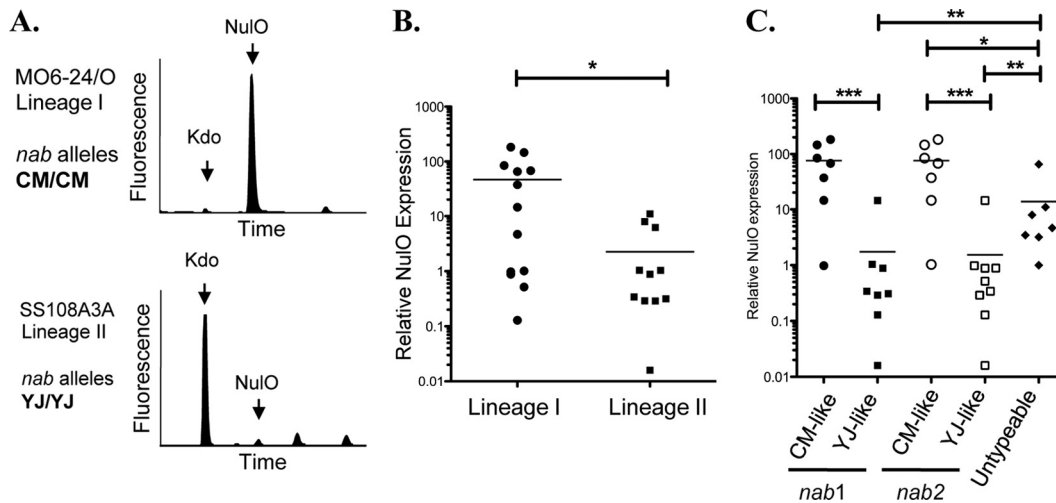 A.
NulO
MO6-24/O
Lineage I
Kdo
nab alleles
CM/CM
Fluorescence
Time
Kdo
SS108A3A
Lineage II
NulO
nab alleles
YJ/YJ
Fluorescence
Time
B.
*
1000
100
10
1
0.1
0.01
Relative NulO Expression
Lineage I
Lineage II
C.
**
*
**
***
***
1000
100
10
1
0.1
0.01
Relative NulO Expression
CM-like
YJ-like
CM-like
YJ-like
Untypeable
nab1
nab2